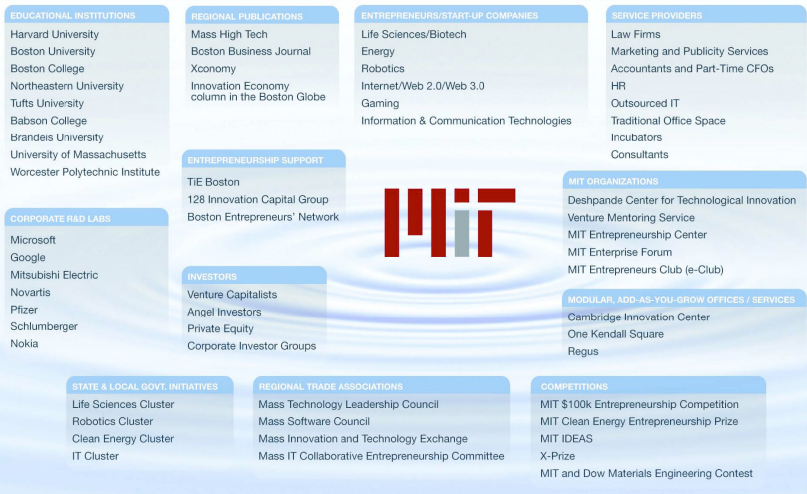 EDUCATIONAL INSTITUTIONS
Harvard University
Boston University
Boston College
Northeastern University
Tufts University
Babson College
Brandeis University
University of Massachusetts
Worcester Polytechnic Institute
REGIONAL PUBLICATIONS
Mass High Tech
Boston Business Journal
Xconomy
Innovation Economy
column in the Boston Globe
ENTREPRENEURS/START-UP COMPANIES
Life Sciences/Biotech
Energy
Robotics
Internet/Web 2.0/Web 3.0
Gaming
Information & Communication Technologies
SERVICE PROVIDERS
Law Firms
Marketing and Publicity Services
Accountants and Part-Time CFOs
HR
Outsourced IT
Traditional Office Space
Incubators
Consultants
ENTREPRENEURSHIP SUPPORT
TiE Boston
128 Innovation Capital Group
Boston Entrepreneurs' Network
MIT
MIT ORGANIZATIONS
Deshpande Center for Technological Innovation
Venture Mentoring Service
MIT Entrepreneurship Center
MIT Enterprise Forum
MIT Entrepreneurs Club (e-Club)
CORPORATE R&D LABS
Microsoft
Google
Mitsubishi Electric
Novartis
Pfizer
Schlumberger
Nokia
INVESTORS
Venture Capitalists
Angel Investors
Private Equity
Corporate Investor Groups
MODULAR, ADD-AS-YOU-GROW OFFICES / SERVICES
Cambridge Innovation Center
One Kendall Square
Regus
STATE & LOCAL GOVT. INITIATIVES
Life Sciences Cluster
Robotics Cluster
Clean Energy Cluster
IT Cluster
REGIONAL TRADE ASSOCIATIONS
Mass Technology Leadership Council
Mass Software Council
Mass Innovation and Technology Exchange
Mass IT Collaborative Entrepreneurship Committee
COMPETITIONS
MIT $100k Entrepreneurship Competition
MIT Clean Energy Entrepreneurship Prize
MIT IDEAS
X-Prize
MIT and Dow Materials Engineering Contest